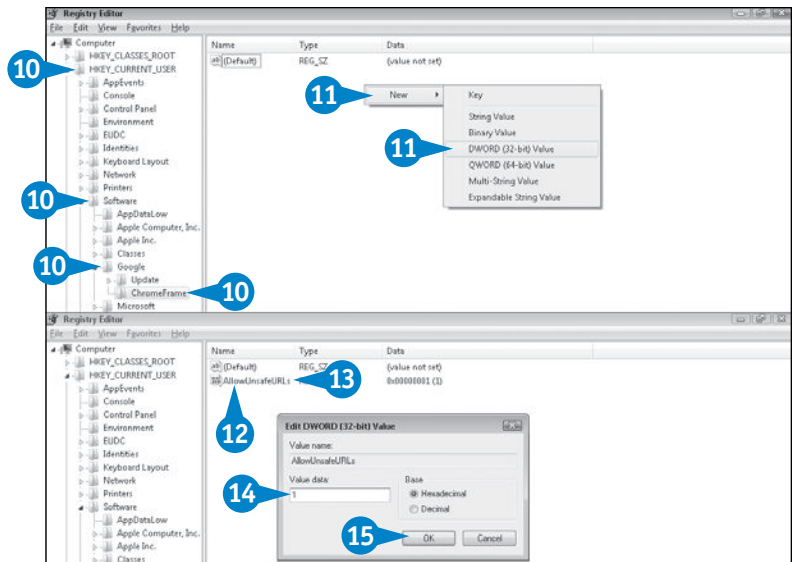 Registry Editor
File Edit View Favorites Help
Computer
HKEY_CLASSES_ROOT
10
HKEY_CURRENT_USER
AppEvents
Console
Control Panel
Environment
EUDC
Identities
Keyboard Layout
Network
Printers
10
Software
AppDataLow
Apple Computer, Inc.
Apple Inc.
Classes
10
Google
Update
ChromeFrame
10
Microsoft
Name Type Data
ab (Default) REG_SZ (value not set)
11
New
Key
String Value
Binary Value
11
DWORD (32-bit) Value
QWORD (64-bit) Value
Multi-String Value
Expandable String Value
Registry Editor
File Edit View Favorites Help
Computer
HKEY_CLASSES_ROOT
HKEY_CURRENT_USER
AppEvents
Console
Control Panel
Environment
EUDC
Identities
Keyboard Layout
Network
Printers
Software
AppDataLow
Apple Computer, Inc.
Apple Inc.
Classes
Name Type Data
ab (Default) REG_SZ (value not set)
AllowUnsafeURLs 0x00000001 (1)
13
12
Edit DWORD (32-bit) Value
Value name:
AllowUnsafeURLs
Value data:
14
1
Base
Hexadecimal
Decimal
15
OK Cancel